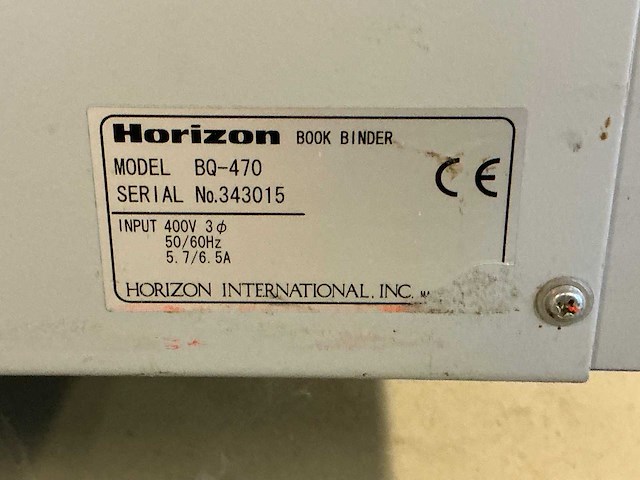 Horizon BOOK BINDER
MODEL BQ-470
SERIAL No.343015
CE
INPUT 400V 3φ
50/60Hz
5.7/6.5A
HORIZON INTERNATIONAL, INC.